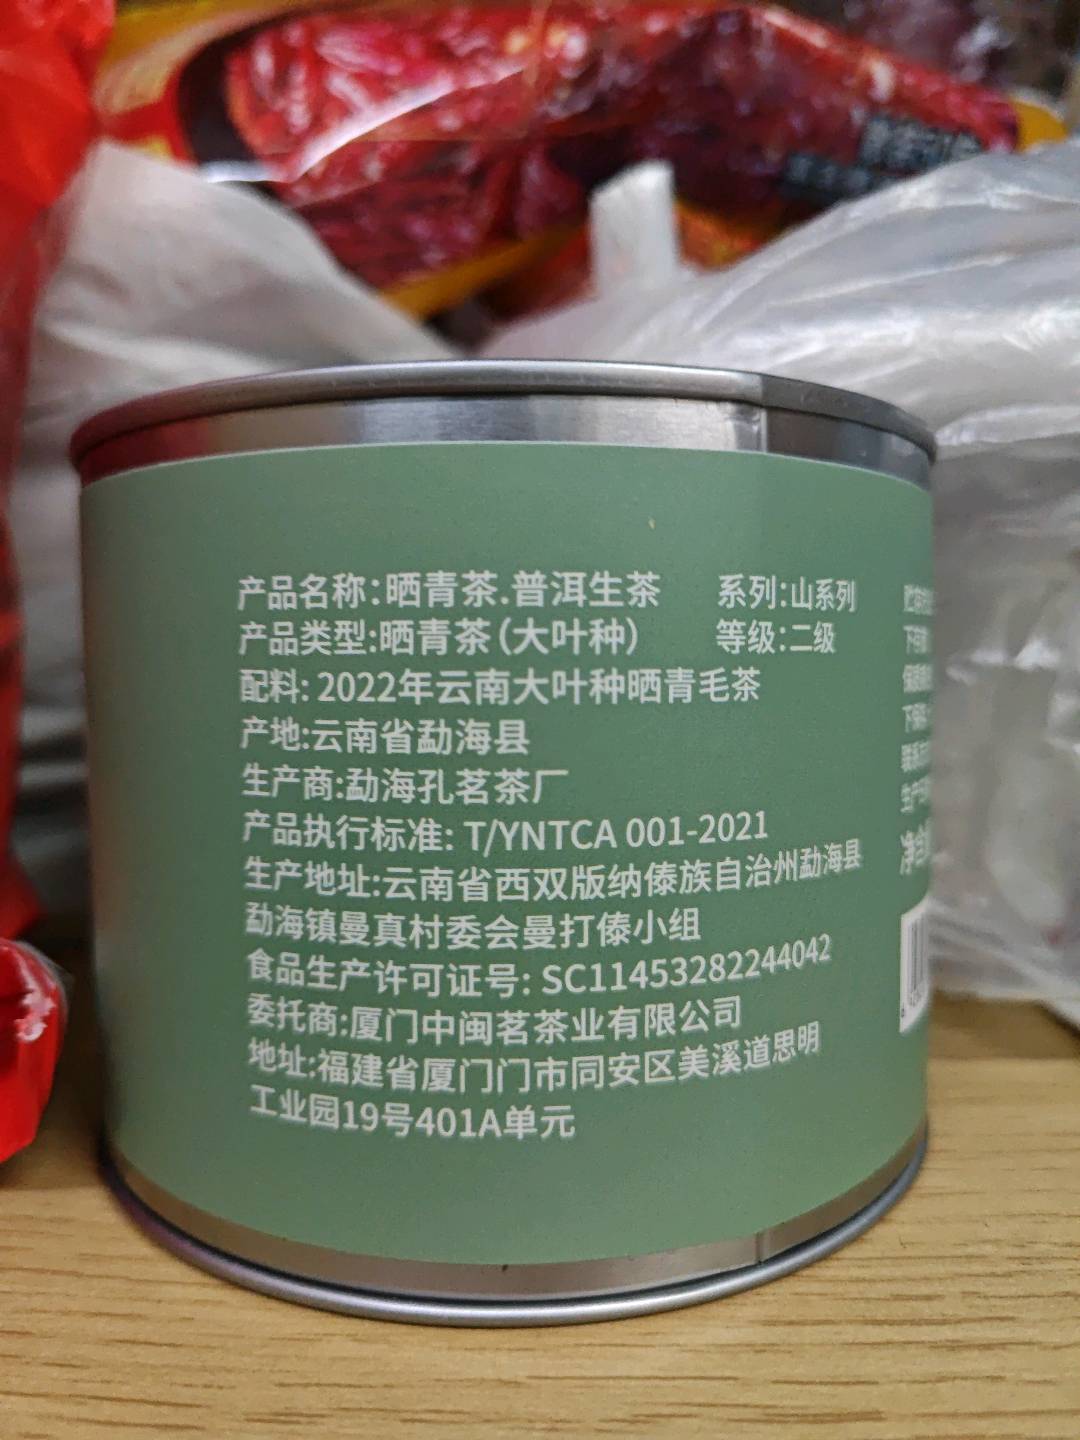 产品名称:晒青茶.普洱生茶 系列:山系列
产品类型:晒青茶(大叶种) 等级:二级
配料: 2022年云南大叶种晒青毛茶
产地:云南省勐海县
生产商:勐海孔茗茶厂
产品执行标准: T/YNTCA 001-2021
生产地址:云南省西双版纳傣族自治州勐海县
勐海镇曼真村委会曼打傣小组
食品生产许可证号: SC11453282244042
委托商:厦门中闽茗茶业有限公司
地址:福建省厦门门市同安区美溪道思明
工业园19号401A单元
净含